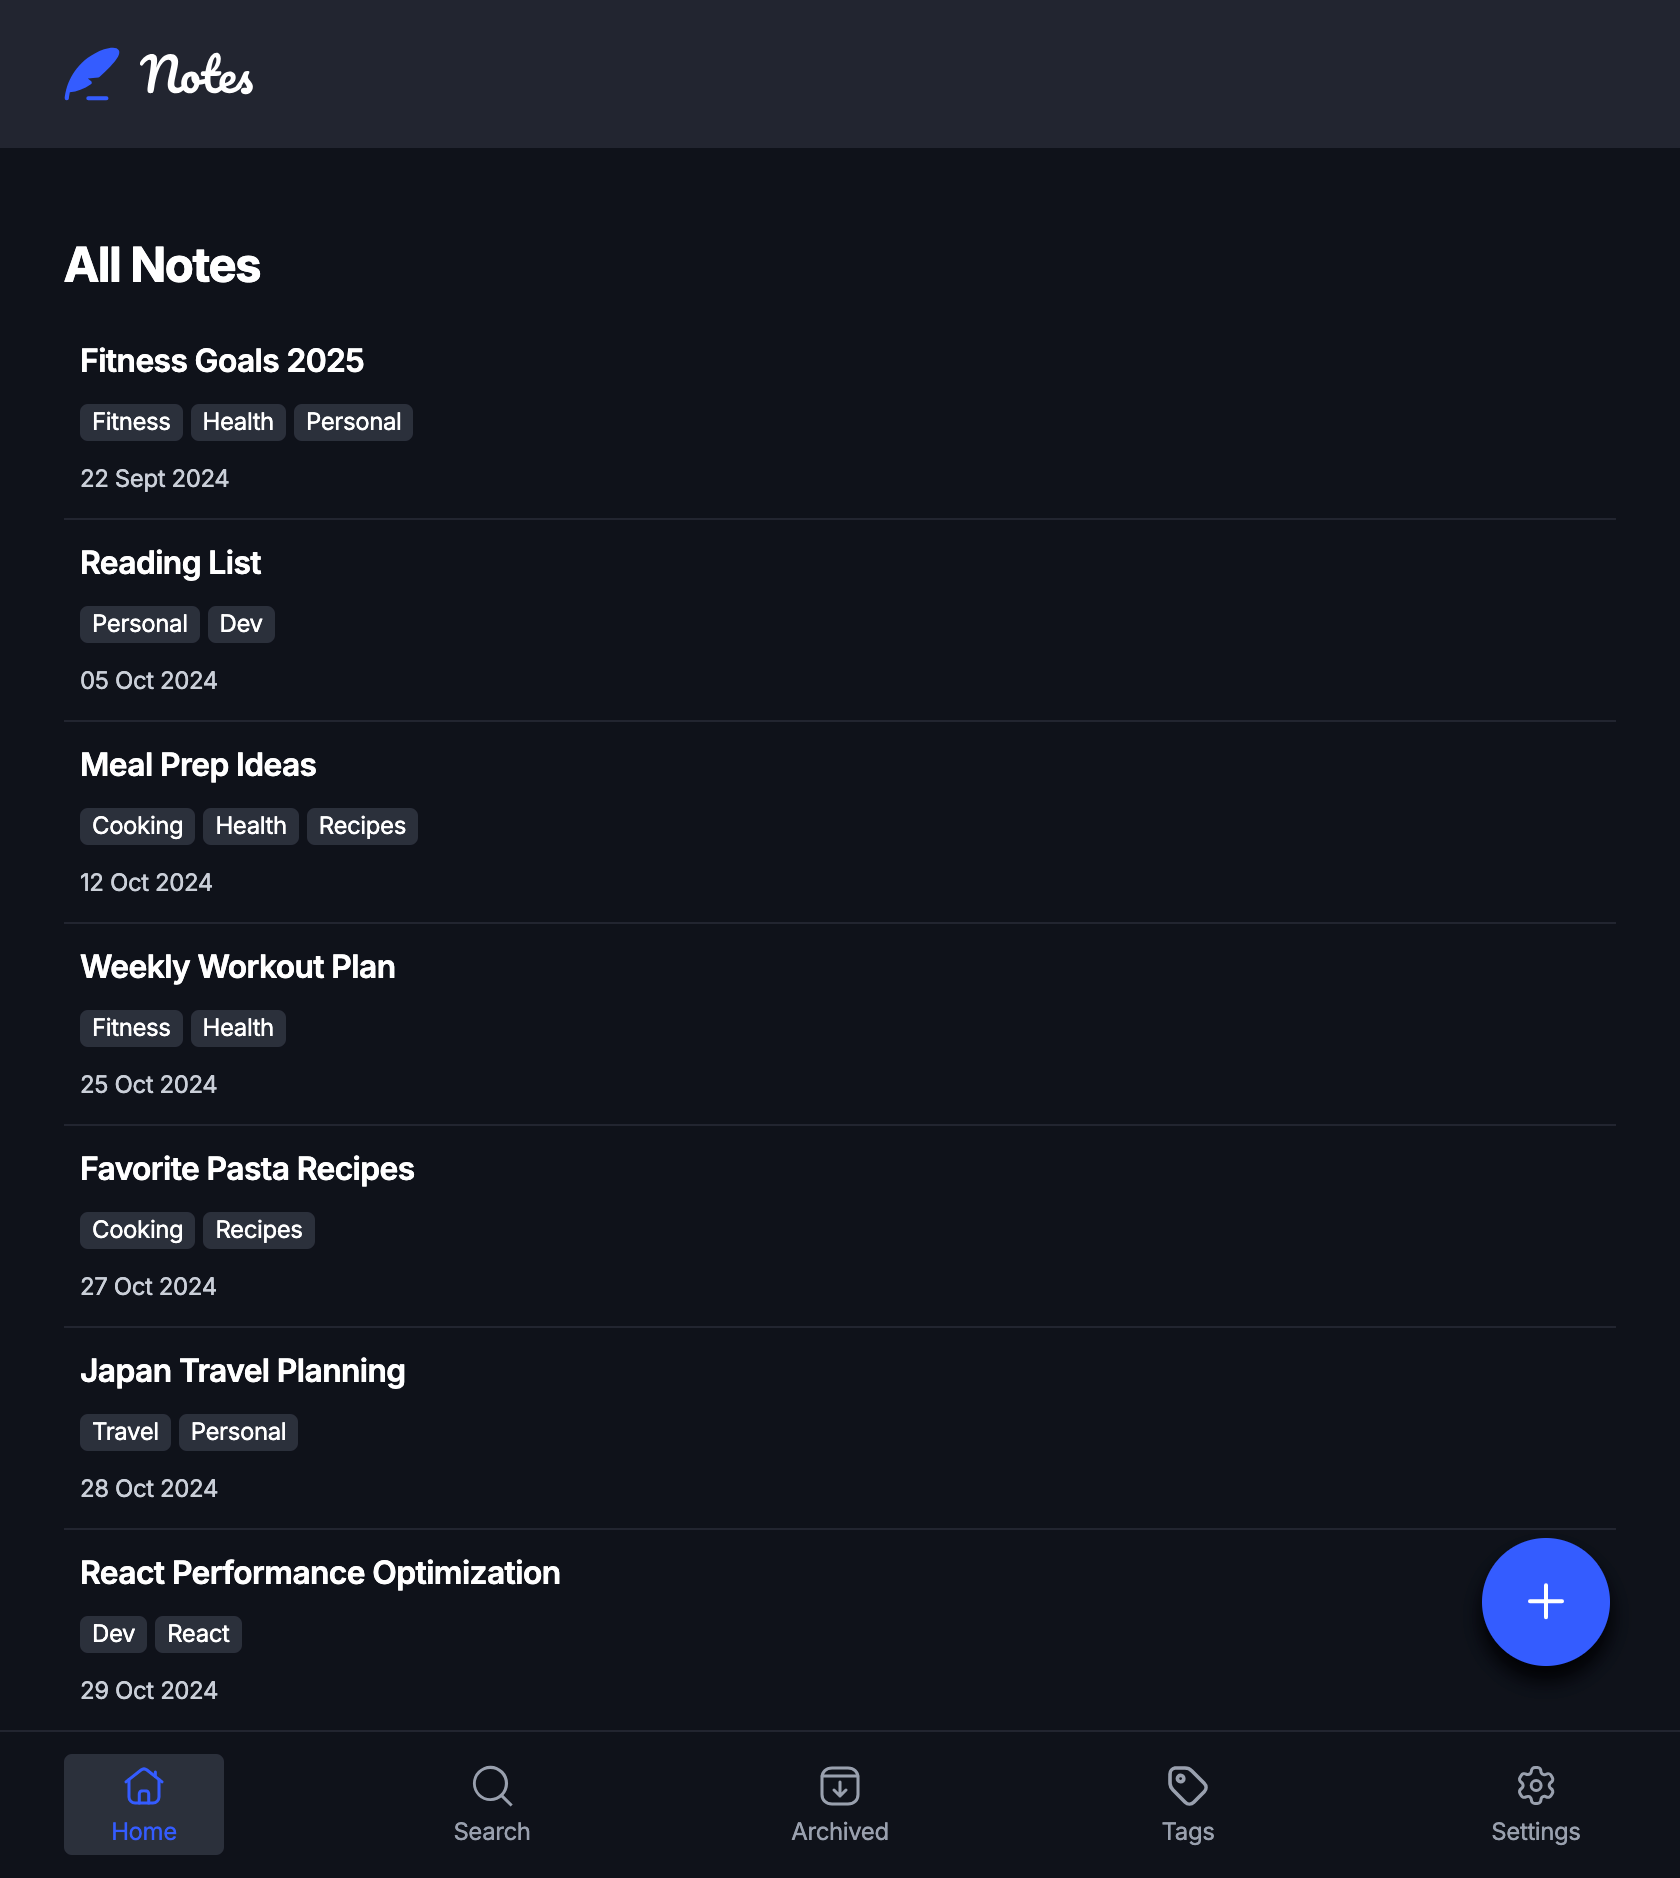 Notes
All Notes
Fitness Goals 2025
Fitness Health Personal
22 Sept 2024
Reading List
Personal Dev
05 Oct 2024
Meal Prep Ideas
Cooking Health Recipes
12 Oct 2024
Weekly Workout Plan
Fitness Health
25 Oct 2024
Favorite Pasta Recipes
Cooking Recipes
27 Oct 2024
Japan Travel Planning
Travel Personal
28 Oct 2024
React Performance Optimization
Dev React
29 Oct 2024
Home Search Archived Tags Settings